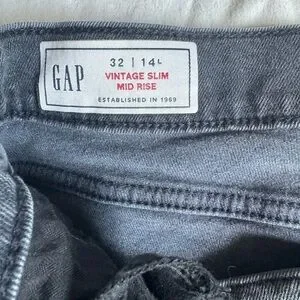 GAP
32 | 14L
VINTAGE SLIM
MID RISE
ESTABLISHED IN 1969